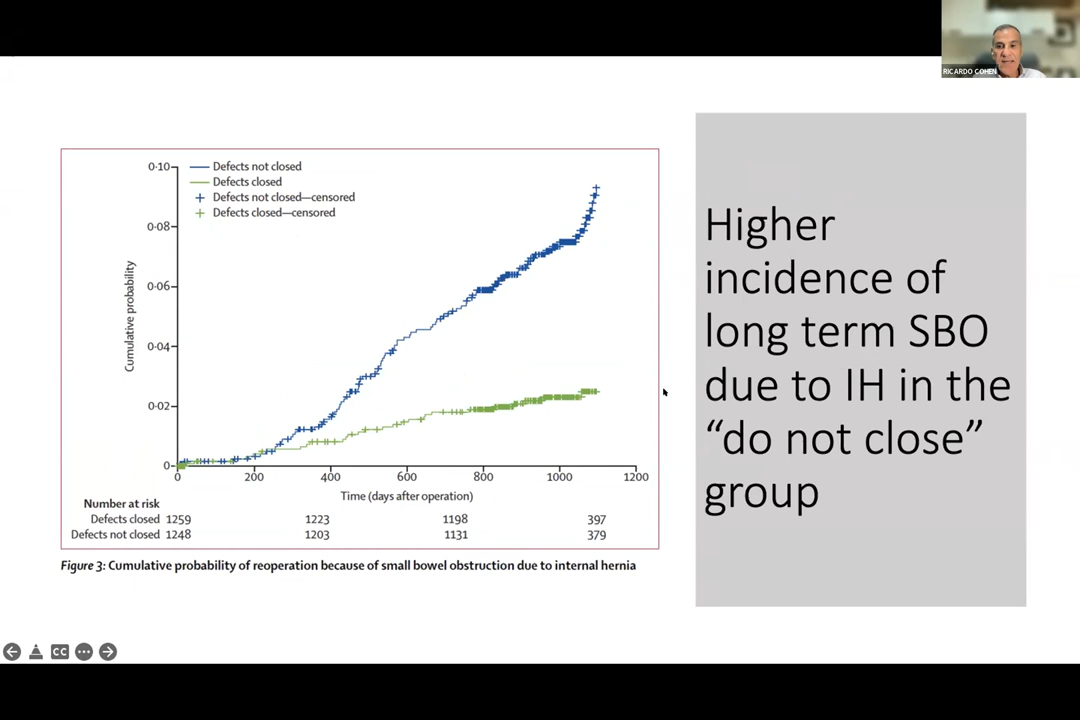 RICARDO COHEN
0·10
Defects not closed
Defects closed
Defects not closed—censored
Defects closed—censored
0·08
0·06
0·04
0·02
0
Cumulative probability
0 200 400 600 800 1000 1200
Time (days after operation)
Number at risk
Defects closed 1259 1223 1198 397
Defects not closed 1248 1203 1131 379
Figure 3: Cumulative probability of reoperation because of small bowel obstruction due to internal hernia
Higher
incidence of
long term SBO
due to IH in the
“do not close”
group
CC